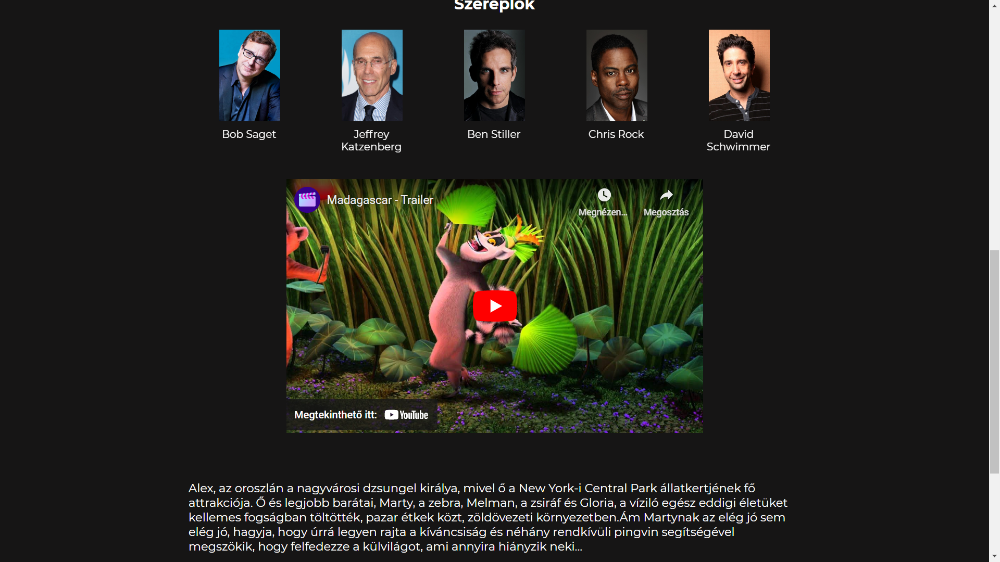 Szereplők
Bob Saget
Jeffrey
Katzenberg
Ben Stiller
Chris Rock
David
Schwimmer
Madagascar - Trailer
Megnézen...
Megosztás
Megtekinthető itt: YouTube
Alex, az oroszlán a nagyvárosi dzsungel királya, mivel ő a New York-i Central Park állatkertjének fő
attrakciója. Ő és legjobb barátai, Marty, a zebra, Melman, a zsiráf és Gloria, a víziló egész eddigi életüket
kellemes fogságban töltötték, pazar étkek közt, zöldövezeti környezetben.Ám Martynak az elég jó sem
elég jó, hagyja, hogy úrrá legyen rajta a kíváncsiság és néhány rendkívüli pingvin segítségével
megszökik, hogy felfedezze a külvilágot, ami annyira hiányzik neki...